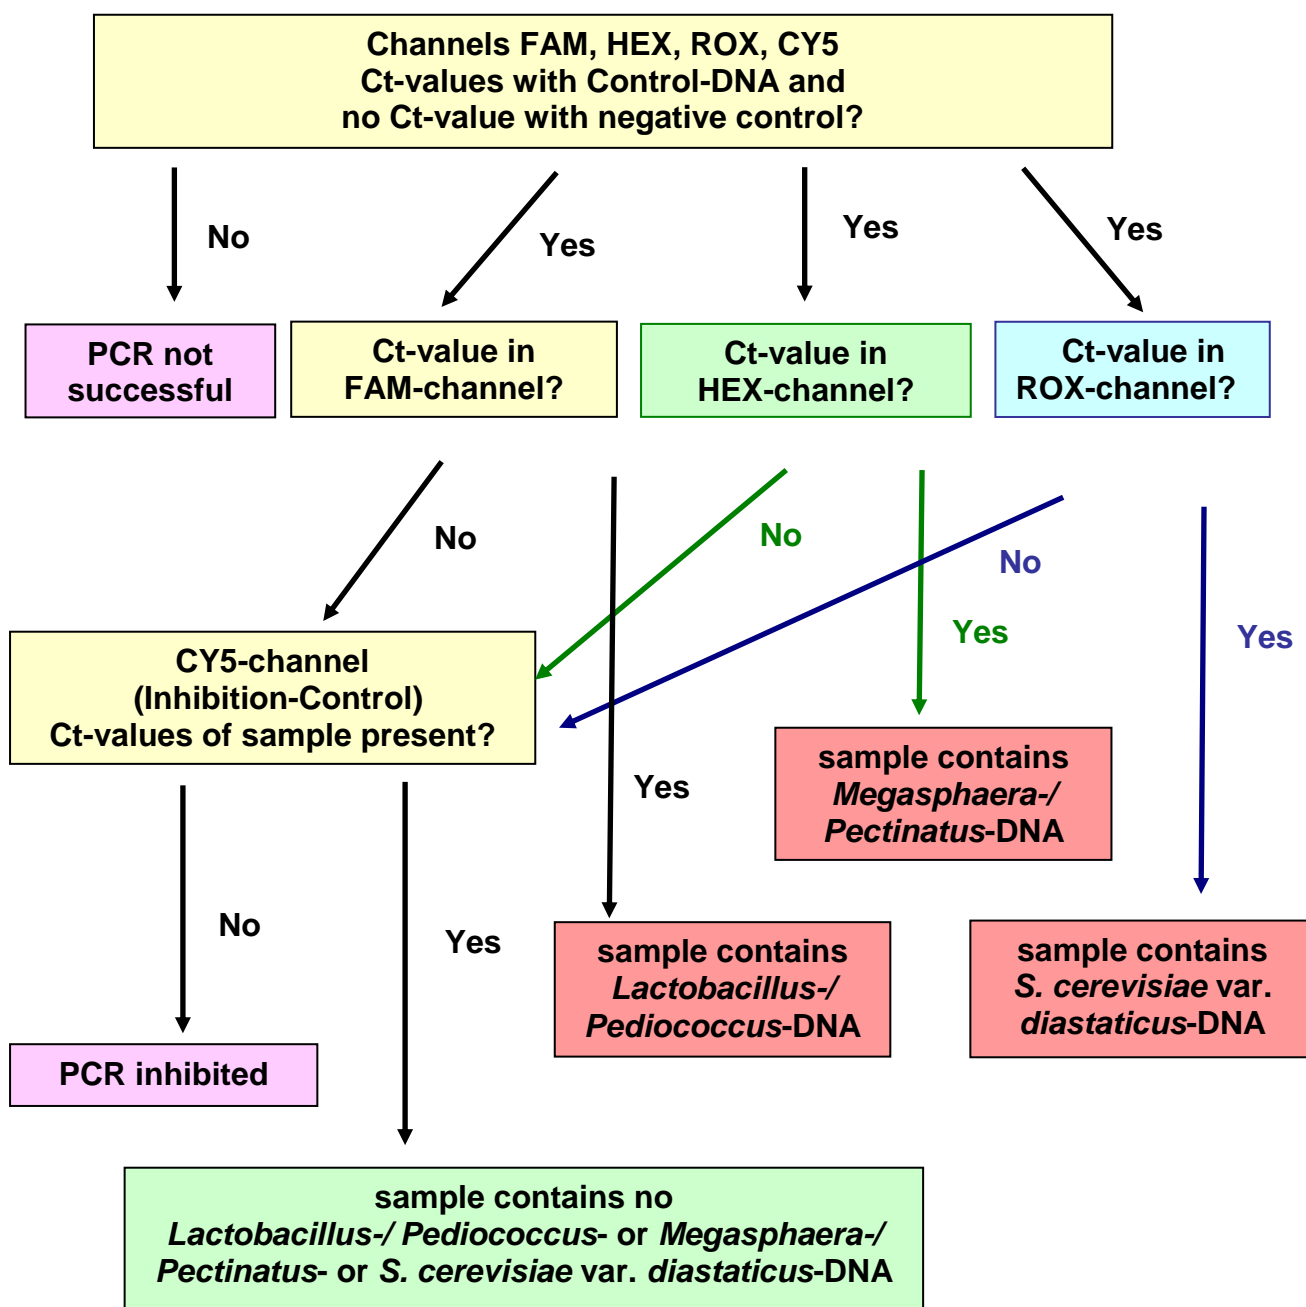 Channels FAM, HEX, ROX, CY5
Ct-values with Control-DNA and
no Ct-value with negative control?
No
Yes
Yes
Yes
PCR not
successful
Ct-value in
FAM-channel?
Ct-value in
HEX-channel?
Ct-value in
ROX-channel?
No
No
No
Yes
Yes
CY5-channel
(Inhibition-Control)
Ct-values of sample present?
Yes
sample contains
Megasphaera-/
Pectinatus-DNA
No
Yes
sample contains
Lactobacillus-/
Pediococcus-DNA
sample contains
S. cerevisiae var.
diastaticus-DNA
PCR inhibited
sample contains no
Lactobacillus-/ Pediococcus- or Megasphaera-/
Pectinatus- or S. cerevisiae var. diastaticus-DNA